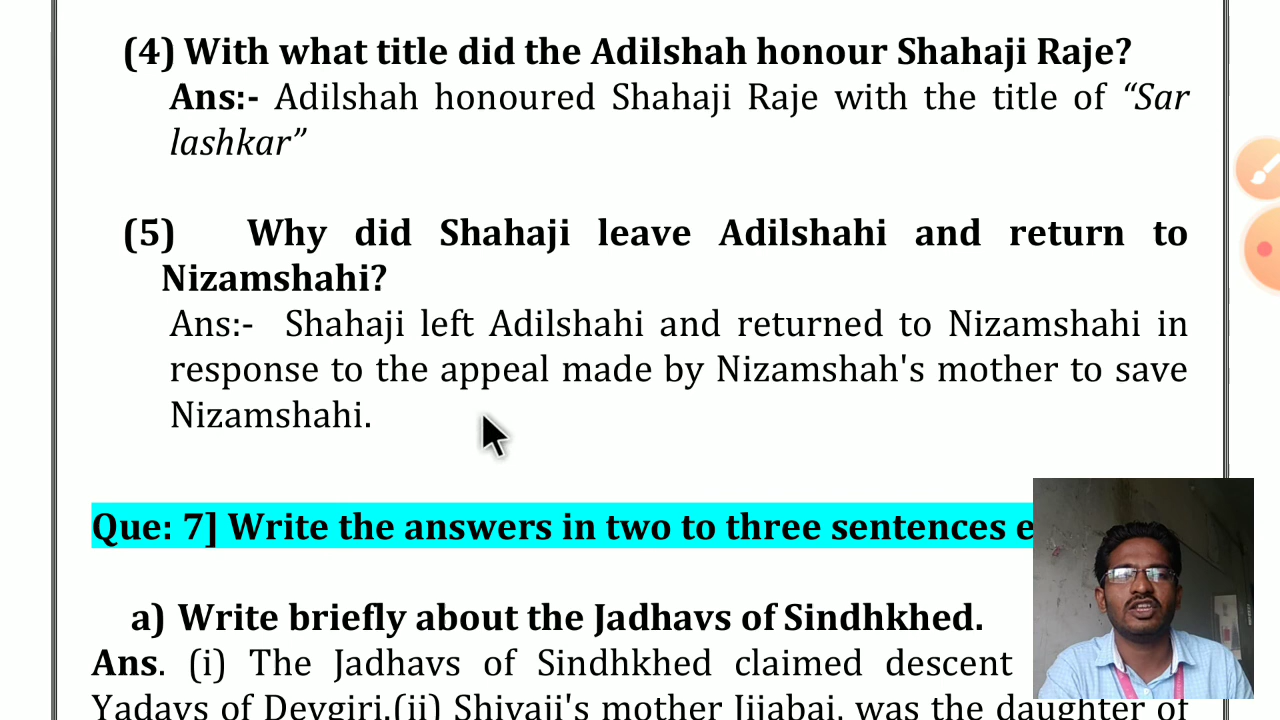 (4) With what title did the Adilshah honour Shahaji Raje?
Ans:- Adilshah honoured Shahaji Raje with the title of “Sar
lashkar”
(5) Why did Shahaji leave Adilshahi and return to
Nizamshahi?
Ans:- Shahaji left Adilshahi and returned to Nizamshahi in
response to the appeal made by Nizamshah's mother to save
Nizamshahi.
Que: 7] Write the answers in two to three sentences
a) Write briefly about the Jadhavs of Sindhkhed.
Ans. (i) The Jadhavs of Sindhkhed claimed descent
Yadavs of Devgiri.(ii) Shivaji's mother Jijabai, was the daughter of